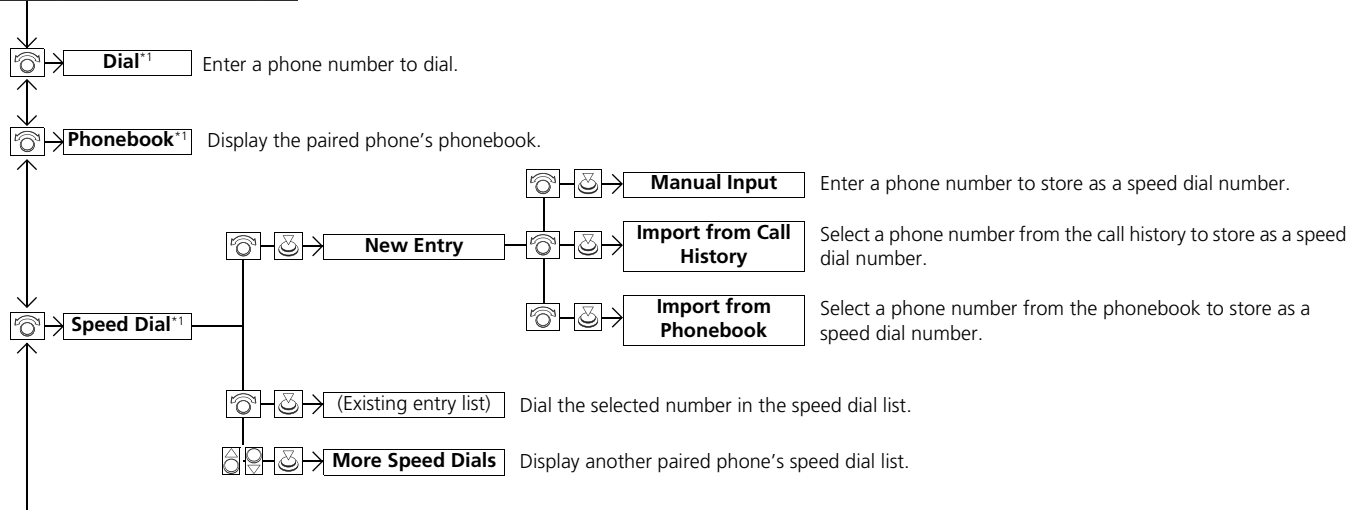 Dial*1
Enter a phone number to dial.
Phonebook*1
Display the paired phone’s phonebook.
Manual Input
Enter a phone number to store as a speed dial number.
New Entry
Import from Call
History
Select a phone number from the call history to store as a speed
dial number.
Import from
Phonebook
Select a phone number from the phonebook to store as a
speed dial number.
Speed Dial*1
(Existing entry list)
Dial the selected number in the speed dial list.
More Speed Dials
Display another paired phone’s speed dial list.